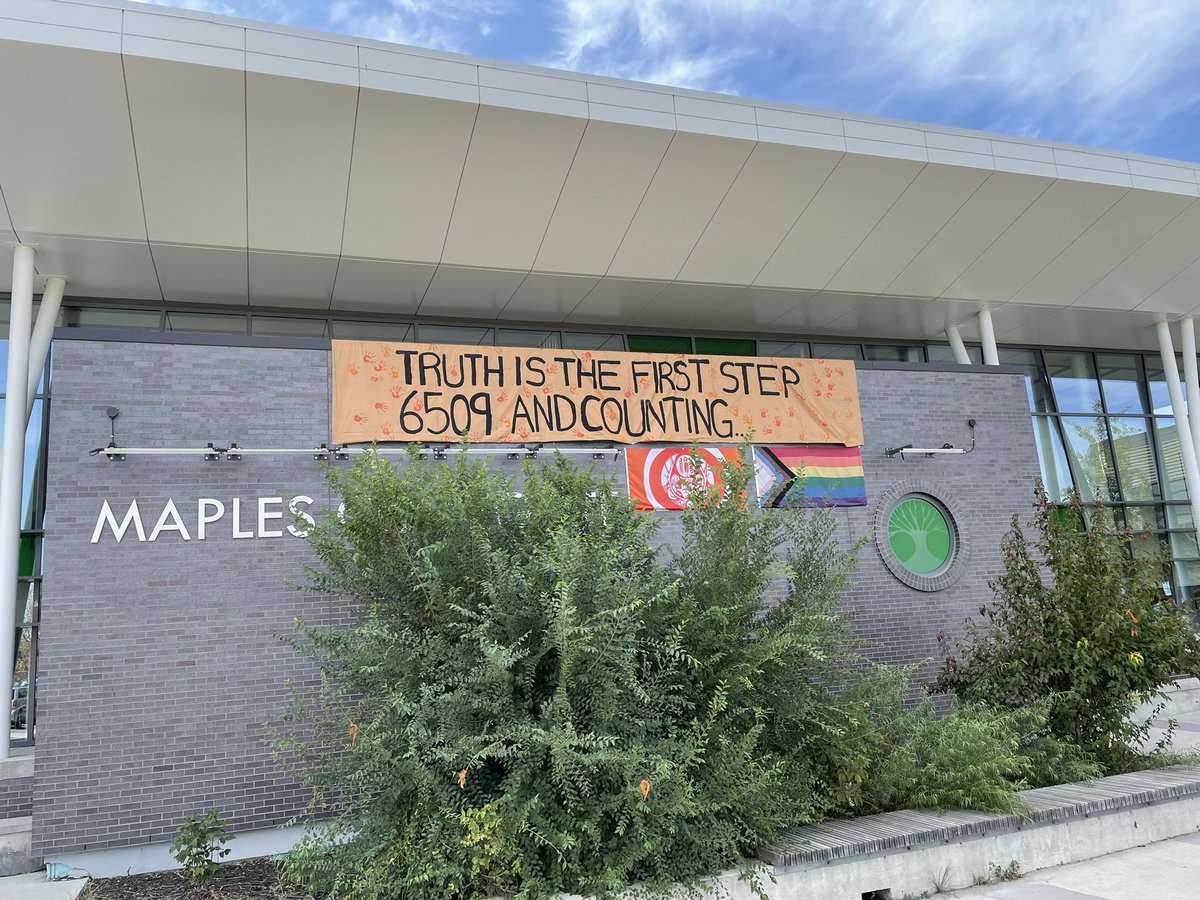 TRUTH IS THE FIRST STEP
6509 AND COUNTING...
MAPLES